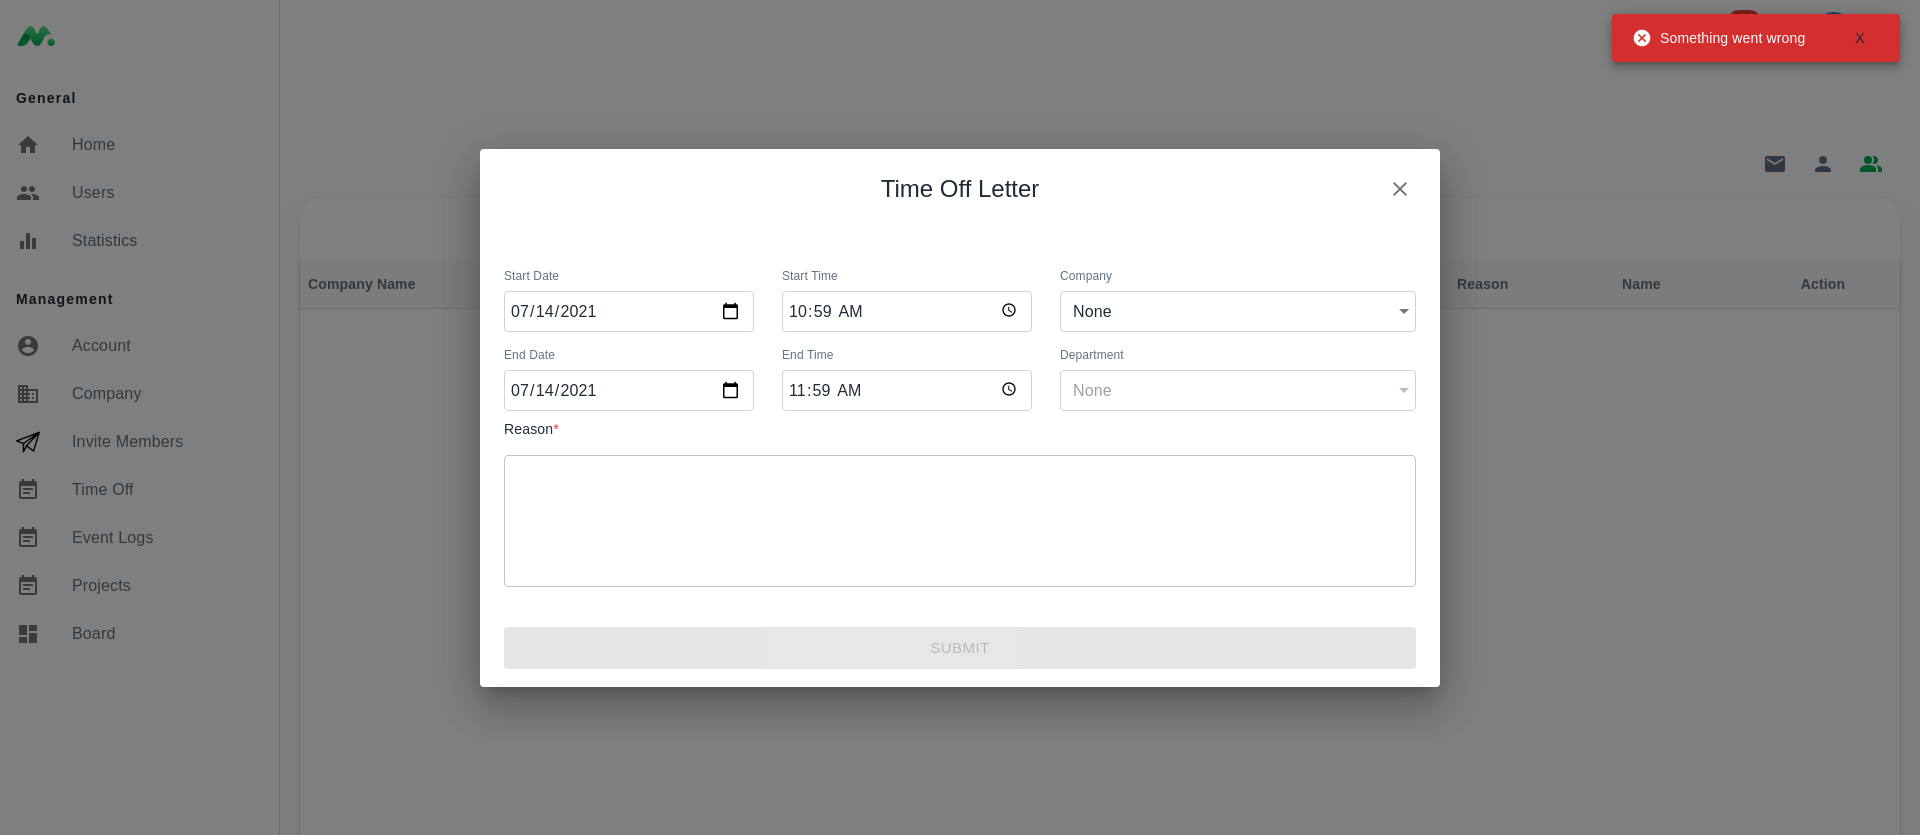 Something went wrong X
General
Home
Users
Statistics
Management
Account
Company
Invite Members
Time Off
Event Logs
Projects
Board
Company Name Reason Name Action
Time Off Letter
Start Date Start Time Company
07/14/2021 10:59 AM None
End Date End Time Department
07/14/2021 11:59 AM None
Reason*
SUBMIT